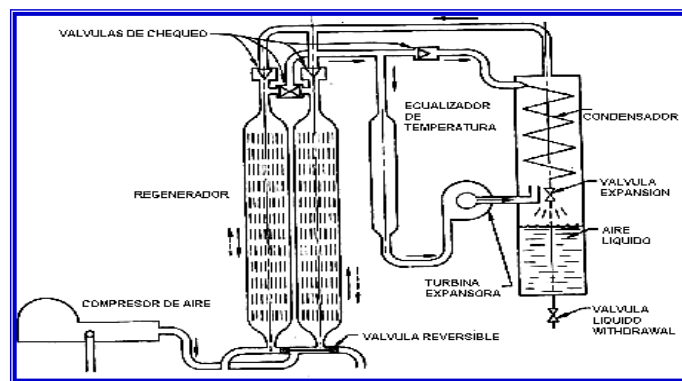 VALVULAS DE CHEQUEO
ECUALIZADOR
DE
TEMPERATURA
CONDENSADOR
REGENERADOR
VALVULA
EXPANSION
AIRE
LIQUIDO
TURBINA
EXPANSORA
COMPRESOR DE AIRE
VALVULA REVERSIBLE
VALVULA
LIQUIDO
WITHDRAWAL